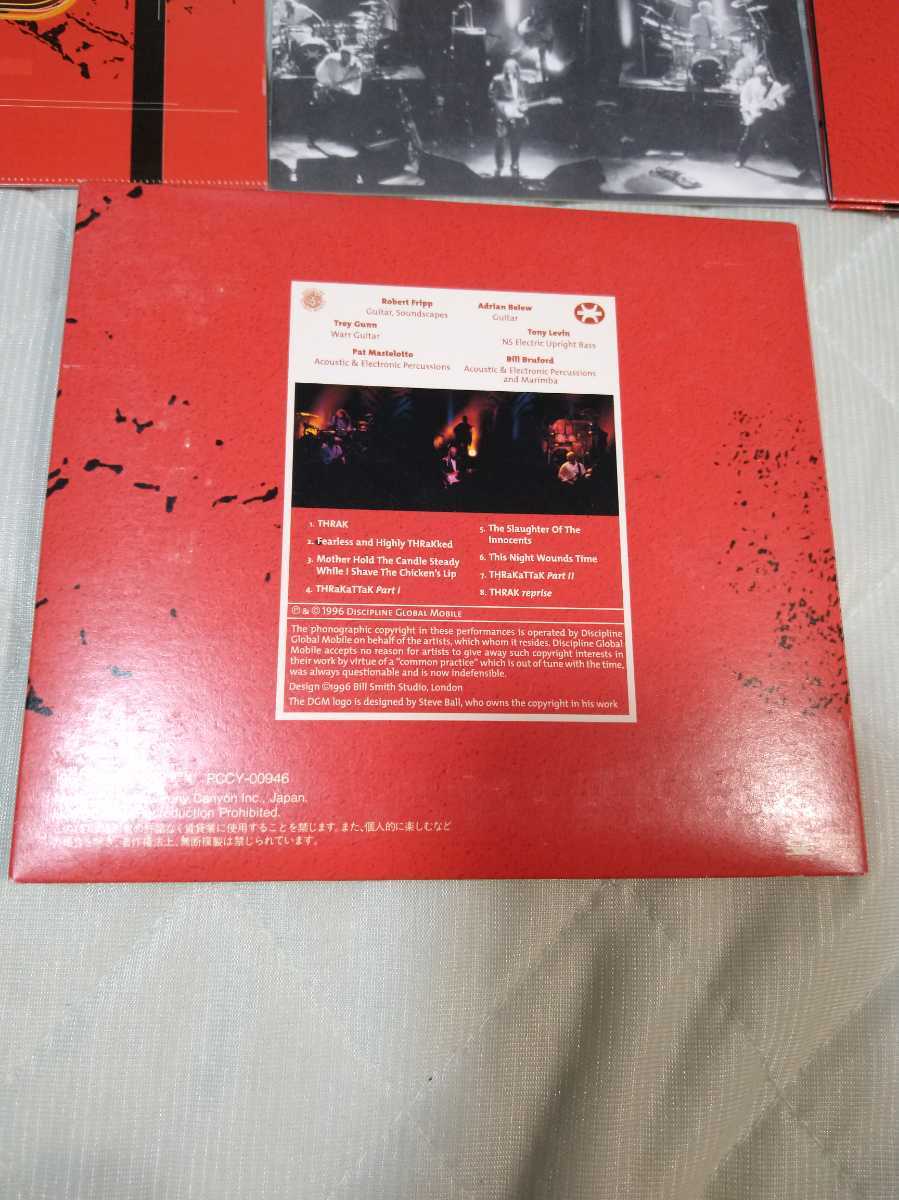 Robert Fripp
Guitar, Soundscapes
Adrian Belew
Guitar
Trey Gunn
Warr Guitar
Tony Levin
NS Electric Upright Bass
Pat Mastelotto
Acoustic & Electronic Percussions
Bill Bruford
Acoustic & Electronic Percussions
and Marimba
1. THRAK
2. Fearless and Highly THRaKked
3. Mother Hold The Candle Steady
While I Shave The Chicken's Lip
4. THRaKaTTaK Part I
5. The Slaughter Of The
Innocents
6. This Night Wounds Time
7. THRaKaTTaK Part II
8. THRAK reprise
℗ & © 1996 DISCIPLINE GLOBAL MOBILE
The phonographic copyright in these performances is operated by Discipline
Global Mobile on behalf of the artists, which whom it resides. Discipline Global
Mobile accepts no reason for artists to give away such copyright interests in
their work by virtue of a "common practice" which is out of tune with the time,
was always questionable and is now indefensible.
Design ©1996 Bill Smith Studio, London
The DGM logo is designed by Steve Ball, who owns the copyright in his work
PCCY-00946
Canyon Inc., Japan.
Prohibited.
なく賃貸業に使用することを禁じます。また、個人的に楽しむなど
著作権法上、無断複製は禁じられています。